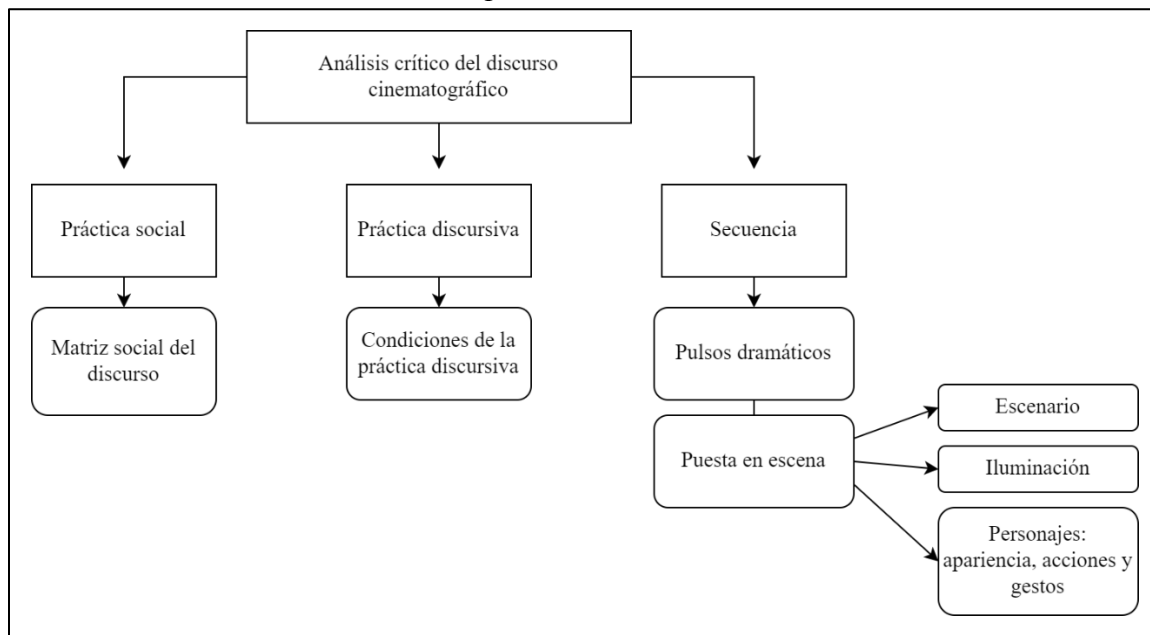 Análisis crítico del discurso
cinematográfico
Práctica social
Práctica discursiva
Secuencia
Matriz social del
discurso
Condiciones de la
práctica discursiva
Pulsos dramáticos
Puesta en escena
Escenario
Iluminación
Personajes:
apariencia, acciones y
gestos